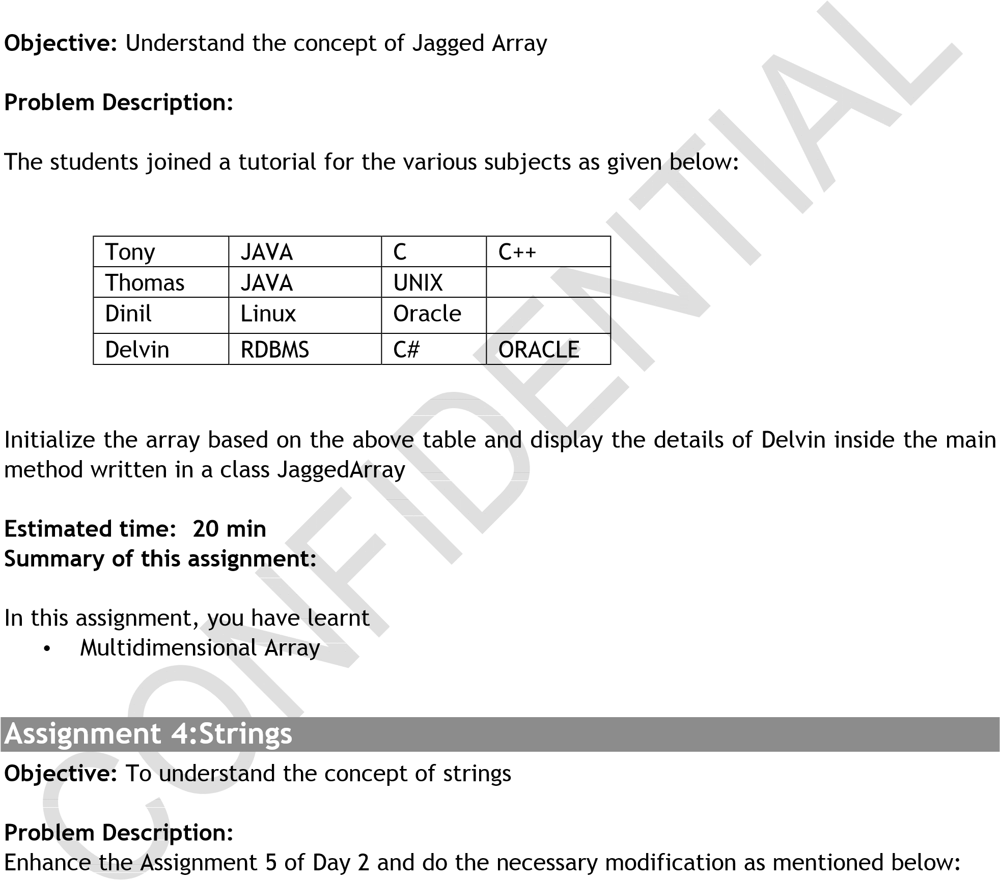 Objective: Understand the concept of Jagged Array
Problem Description:
The students joined a tutorial for the various subjects as given below:
Tony JAVA C C++
Thomas JAVA UNIX
Dinil Linux Oracle
Delvin RDBMS C# ORACLE
Initialize the array based on the above table and display the details of Delvin inside the main
method written in a class JaggedArray
Estimated time: 20 min
Summary of this assignment:
In this assignment, you have learnt
• Multidimensional Array
Assignment 4:Strings
Objective: To understand the concept of strings
Problem Description:
Enhance the Assignment 5 of Day 2 and do the necessary modification as mentioned below:
CONFIDENTIAL